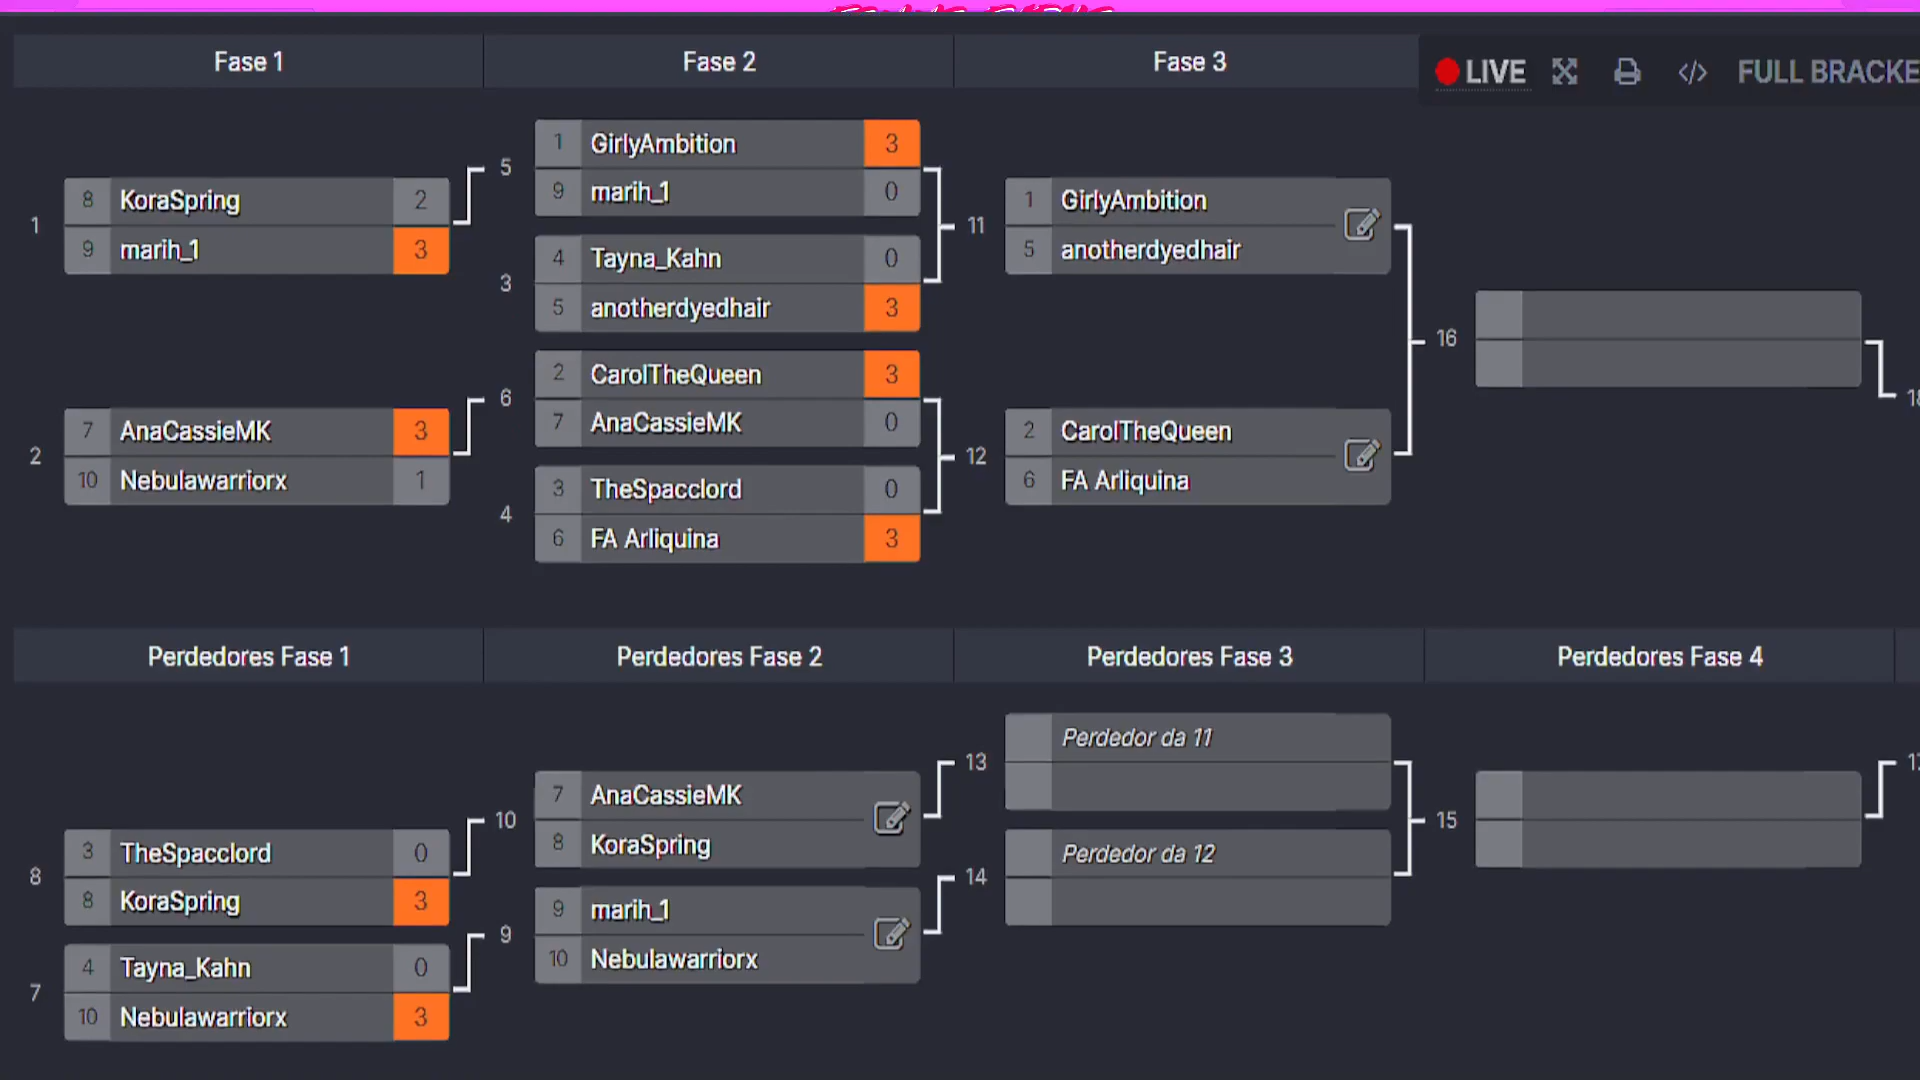 Fase 1
Fase 2
Fase 3
LIVE
</>
FULL BRACKE
1
8 KoraSpring 2
9 marih_1 3
2
7 AnaCassieMK 3
10 Nebulawarriorx 1
5
1 GirlyAmbition 3
9 marih_1 0
3
4 Tayna_Kahn 0
5 anotherdyedhair 3
6
2 CarolTheQueen 3
7 AnaCassieMK 0
4
3 TheSpacclord 0
6 FA Arliquina 3
11
1 GirlyAmbition
5 anotherdyedhair
12
2 CarolTheQueen
6 FA Arliquina
16
Perdedores Fase 1
Perdedores Fase 2
Perdedores Fase 3
Perdedores Fase 4
8
3 TheSpacclord 0
8 KoraSpring 3
7
4 Tayna_Kahn 0
10 Nebulawarriorx 3
10
7 AnaCassieMK
8 KoraSpring
9
9 marih_1
10 Nebulawarriorx
13
Perdedor da 11
14
Perdedor da 12
15